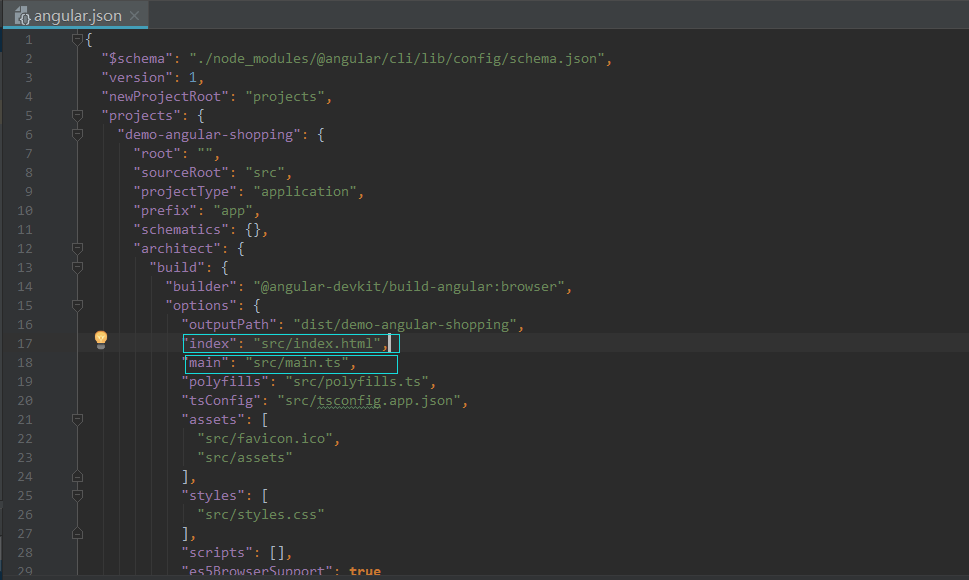 angular.json
1 {
2 "$schema": "./node_modules/@angular/cli/lib/config/schema.json",
3 "version": 1,
4 "newProjectRoot": "projects",
5 "projects": {
6 "demo-angular-shopping": {
7 "root": "",
8 "sourceRoot": "src",
9 "projectType": "application",
10 "prefix": "app",
11 "schematics": {},
12 "architect": {
13 "build": {
14 "builder": "@angular-devkit/build-angular:browser",
15 "options": {
16 "outputPath": "dist/demo-angular-shopping",
17 "index": "src/index.html",
18 "main": "src/main.ts",
19 "polyfills": "src/polyfills.ts",
20 "tsConfig": "src/tsconfig.app.json",
21 "assets": [
22 "src/favicon.ico",
23 "src/assets"
24 ],
25 "styles": [
26 "src/styles.css"
27 ],
28 "scripts": [],
29 "es5BrowserSupport": true